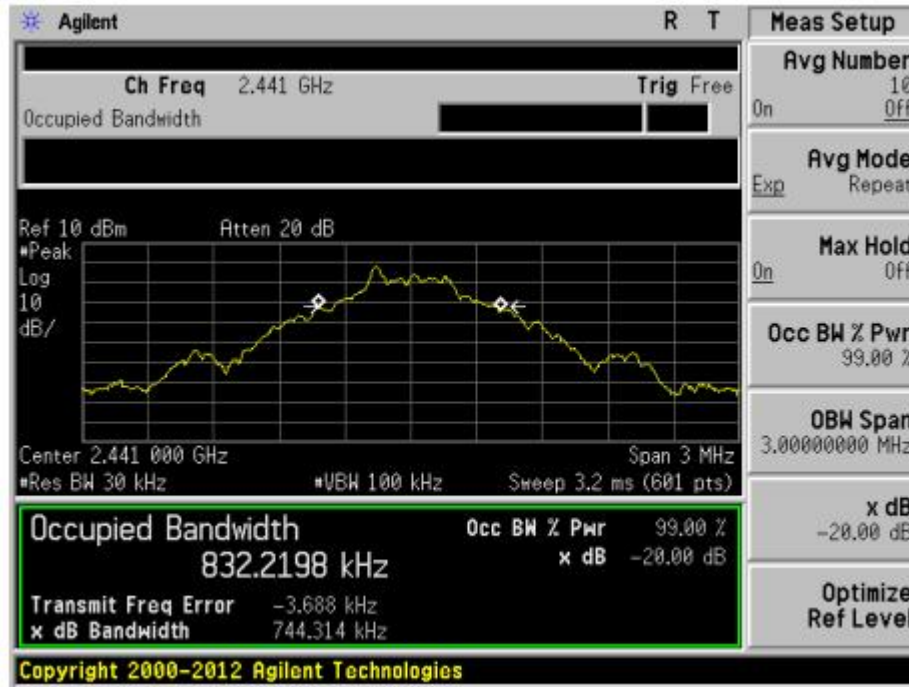 Agilent R T
Ch Freq 2.441 GHz Trig Free
Occupied Bandwidth
Ref 10 dBm Atten 20 dB
#Peak
Log
10
dB/
Center 2.441 000 GHz Span 3 MHz
#Res BW 30 kHz #VBW 100 kHz Sweep 3.2 ms (601 pts)
Occupied Bandwidth
832.2198 kHz
Occ BW % Pwr 99.00 %
x dB -20.00 dB
Transmit Freq Error -3.688 kHz
x dB Bandwidth 744.314 kHz
Copyright 2000-2012 Agilent Technologies
Meas Setup
Avg Number
10
On Off
Avg Mode
Exp Repeat
Max Hold
On Off
Occ BW % Pwr
99.00 %
OBW Span
3.00000000 MHz
x dB
-20.00 dB
Optimize
Ref Level